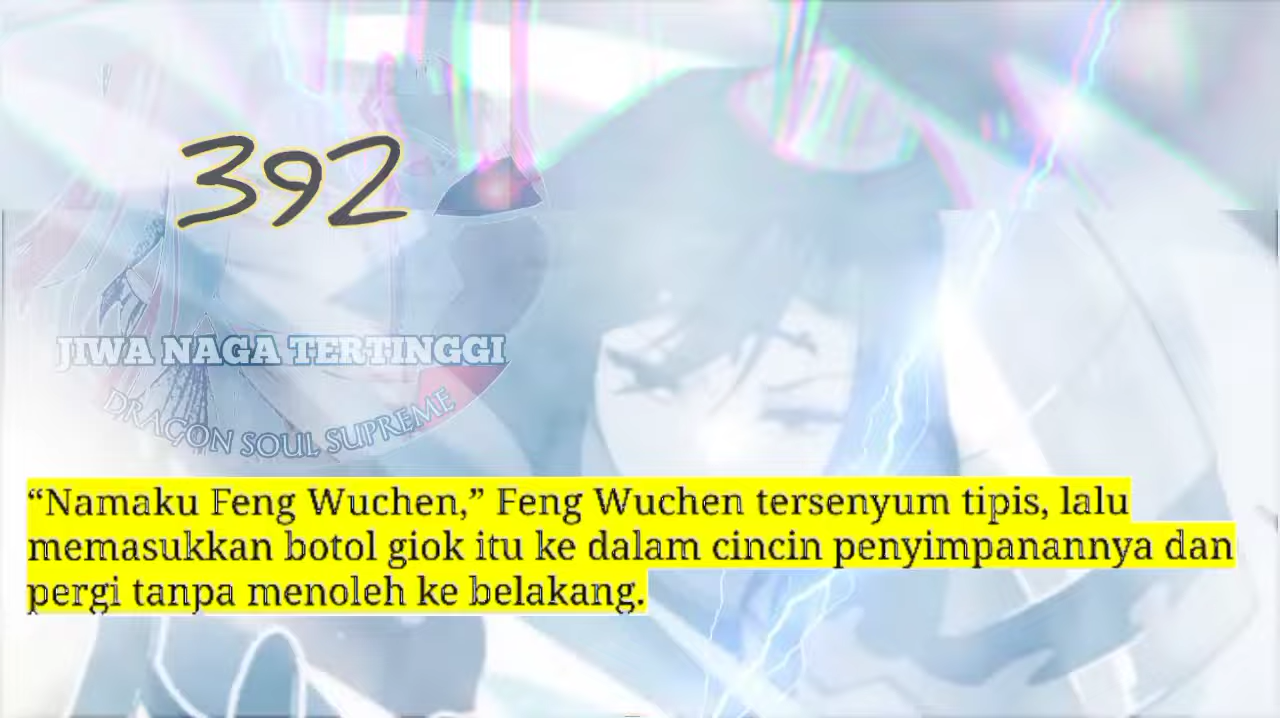 392
JIWA NAGA TERTINGGI
DRAGON SOUL SUPREME
“Namaku Feng Wuchen,” Feng Wuchen tersenyum tipis, lalu
memasukkan botol giok itu ke dalam cincin penyimpanannya dan
pergi tanpa menoleh ke belakang.